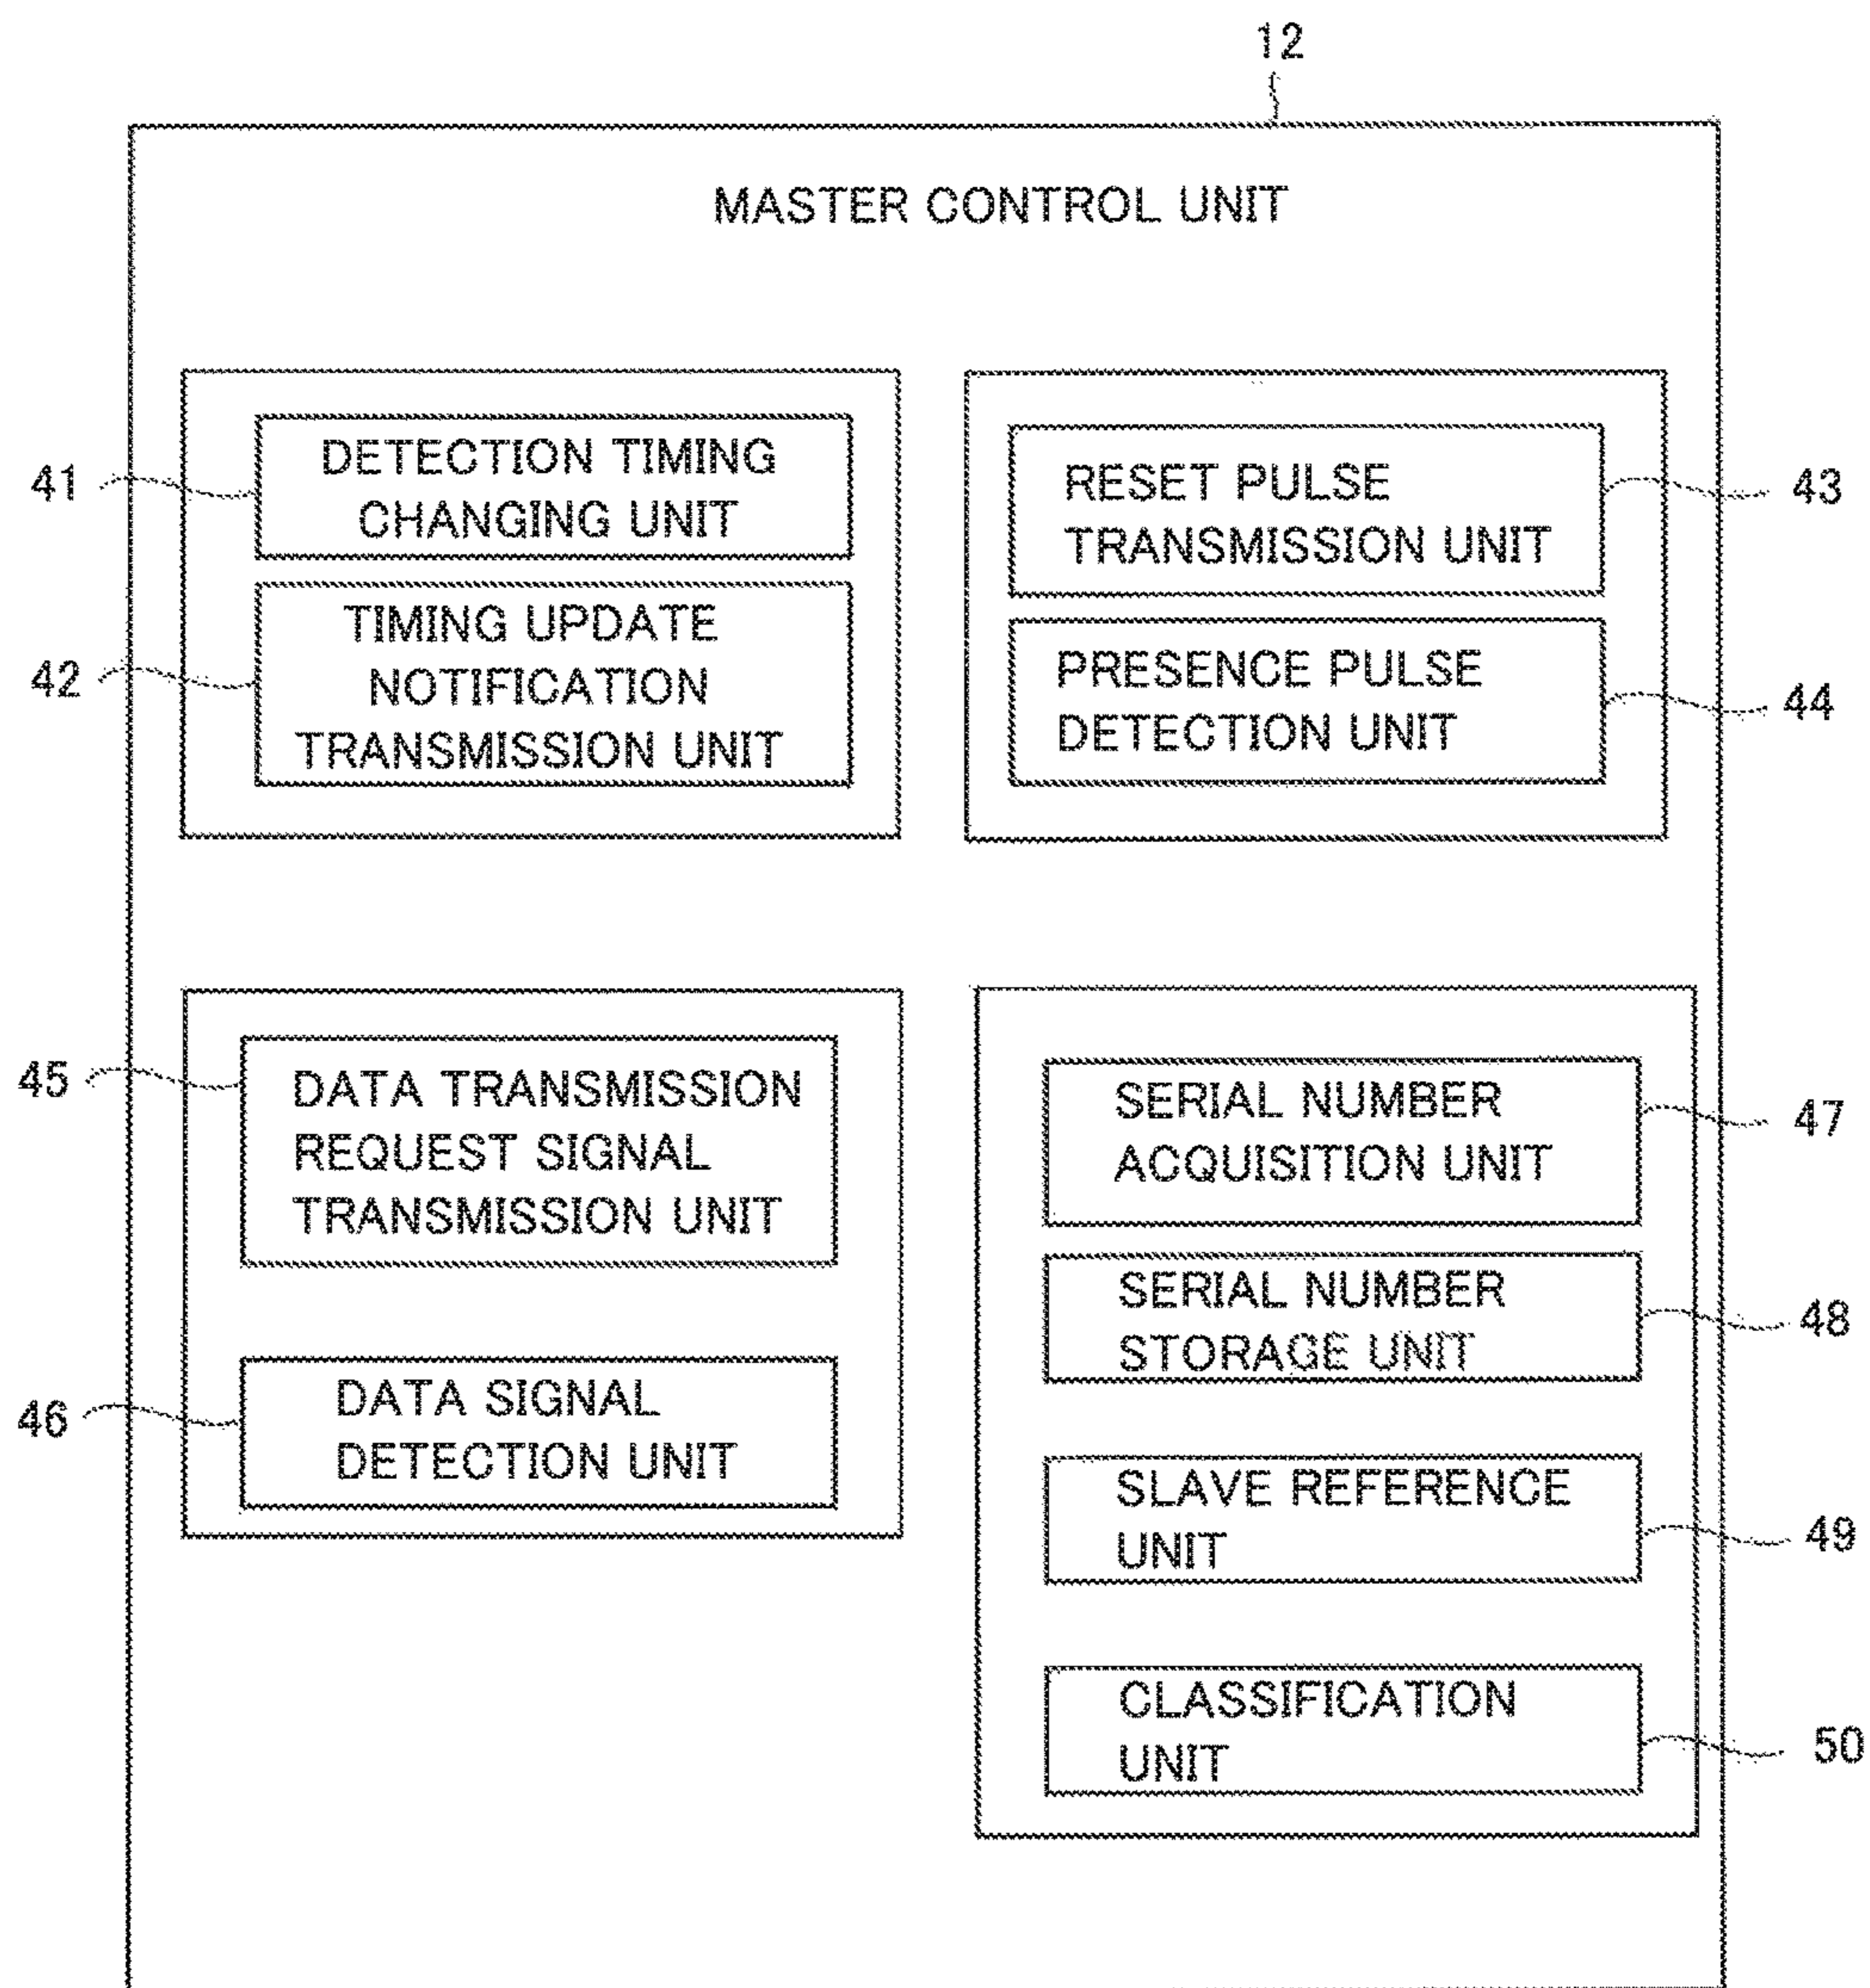 12
MASTER CONTROL UNIT
41
DETECTION TIMING
CHANGING UNIT
42
TIMING UPDATE
NOTIFICATION
TRANSMISSION UNIT
RESET PULSE
TRANSMISSION UNIT
43
PRESENCE PULSE
DETECTION UNIT
44
45
DATA TRANSMISSION
REQUEST SIGNAL
TRANSMISSION UNIT
46
DATA SIGNAL
DETECTION UNIT
SERIAL NUMBER
ACQUISITION UNIT
47
SERIAL NUMBER
STORAGE UNIT
48
SLAVE REFERENCE
UNIT
49
CLASSIFICATION
UNIT
50